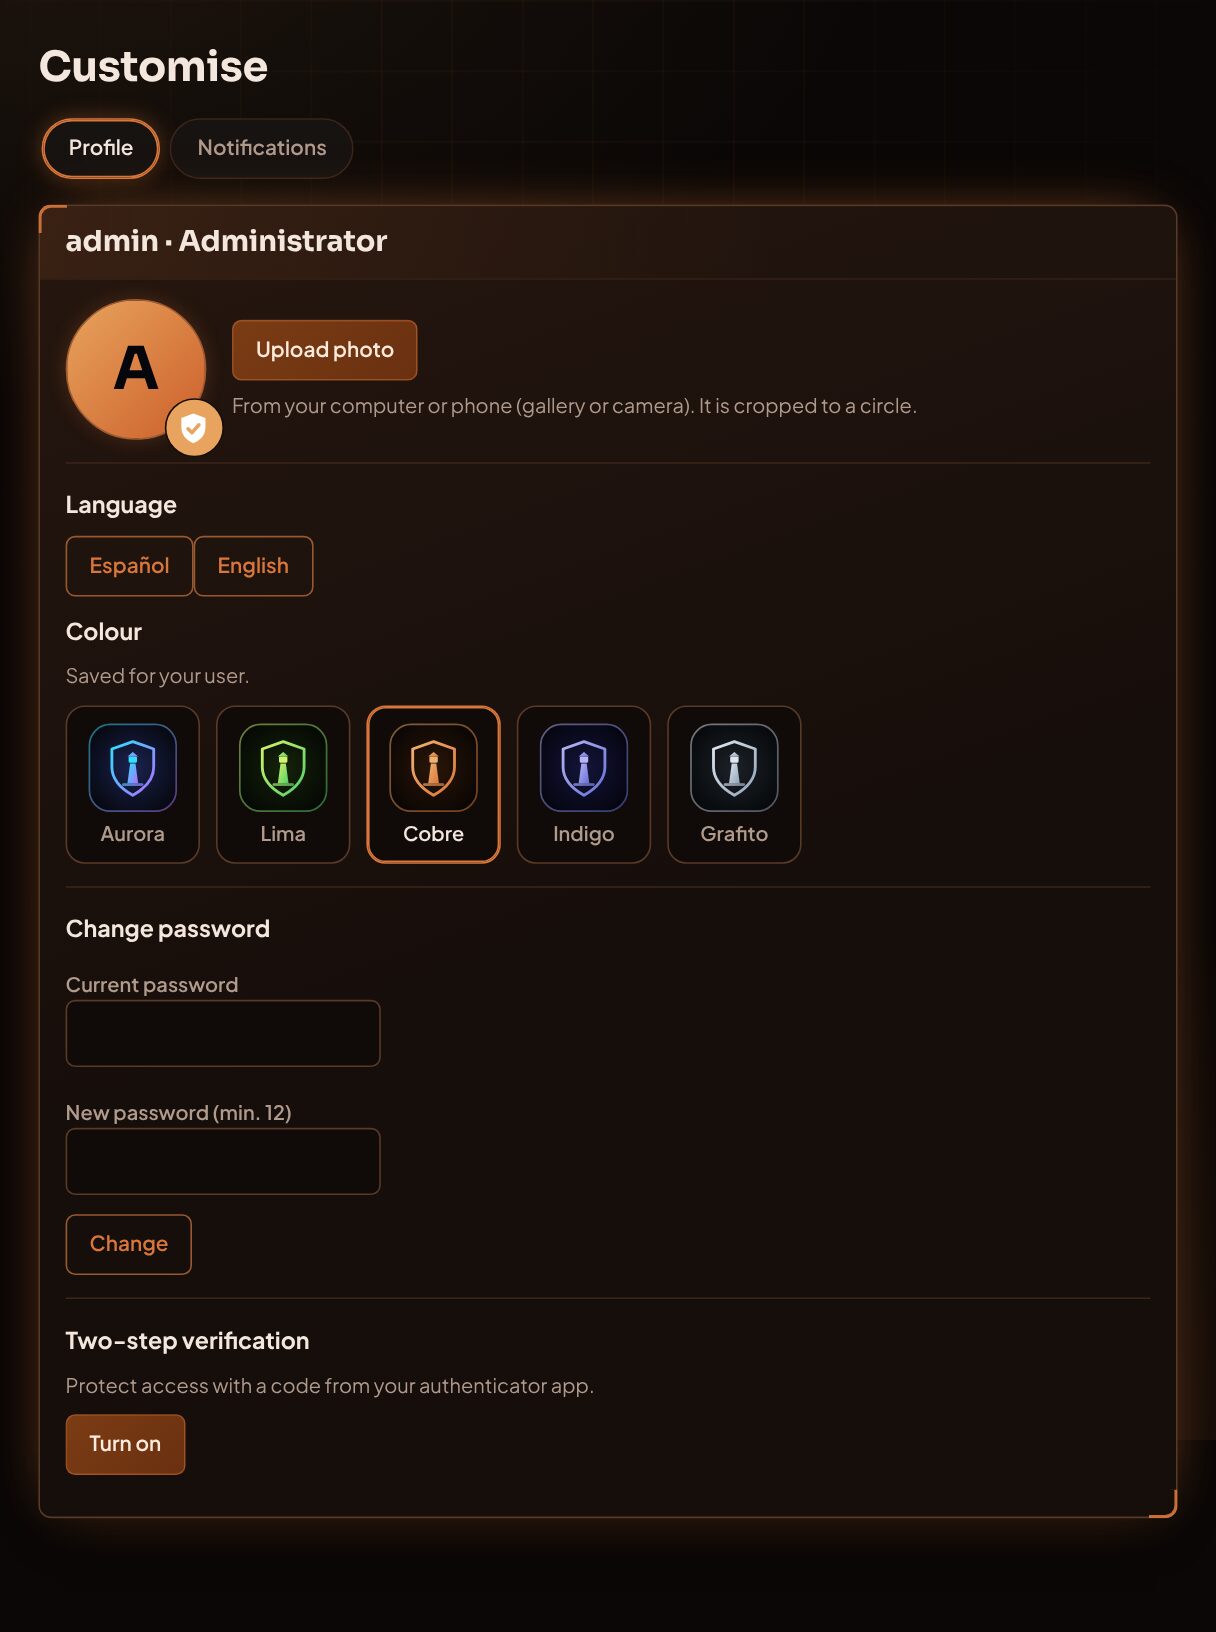 Customise
Profile
Notifications
admin · Administrator
A
Upload photo
From your computer or phone (gallery or camera). It is cropped to a circle.
Language
Español
English
Colour
Saved for your user.
Aurora
Lima
Cobre
Indigo
Grafito
Change password
Current password
New password (min. 12)
Change
Two-step verification
Protect access with a code from your authenticator app.
Turn on